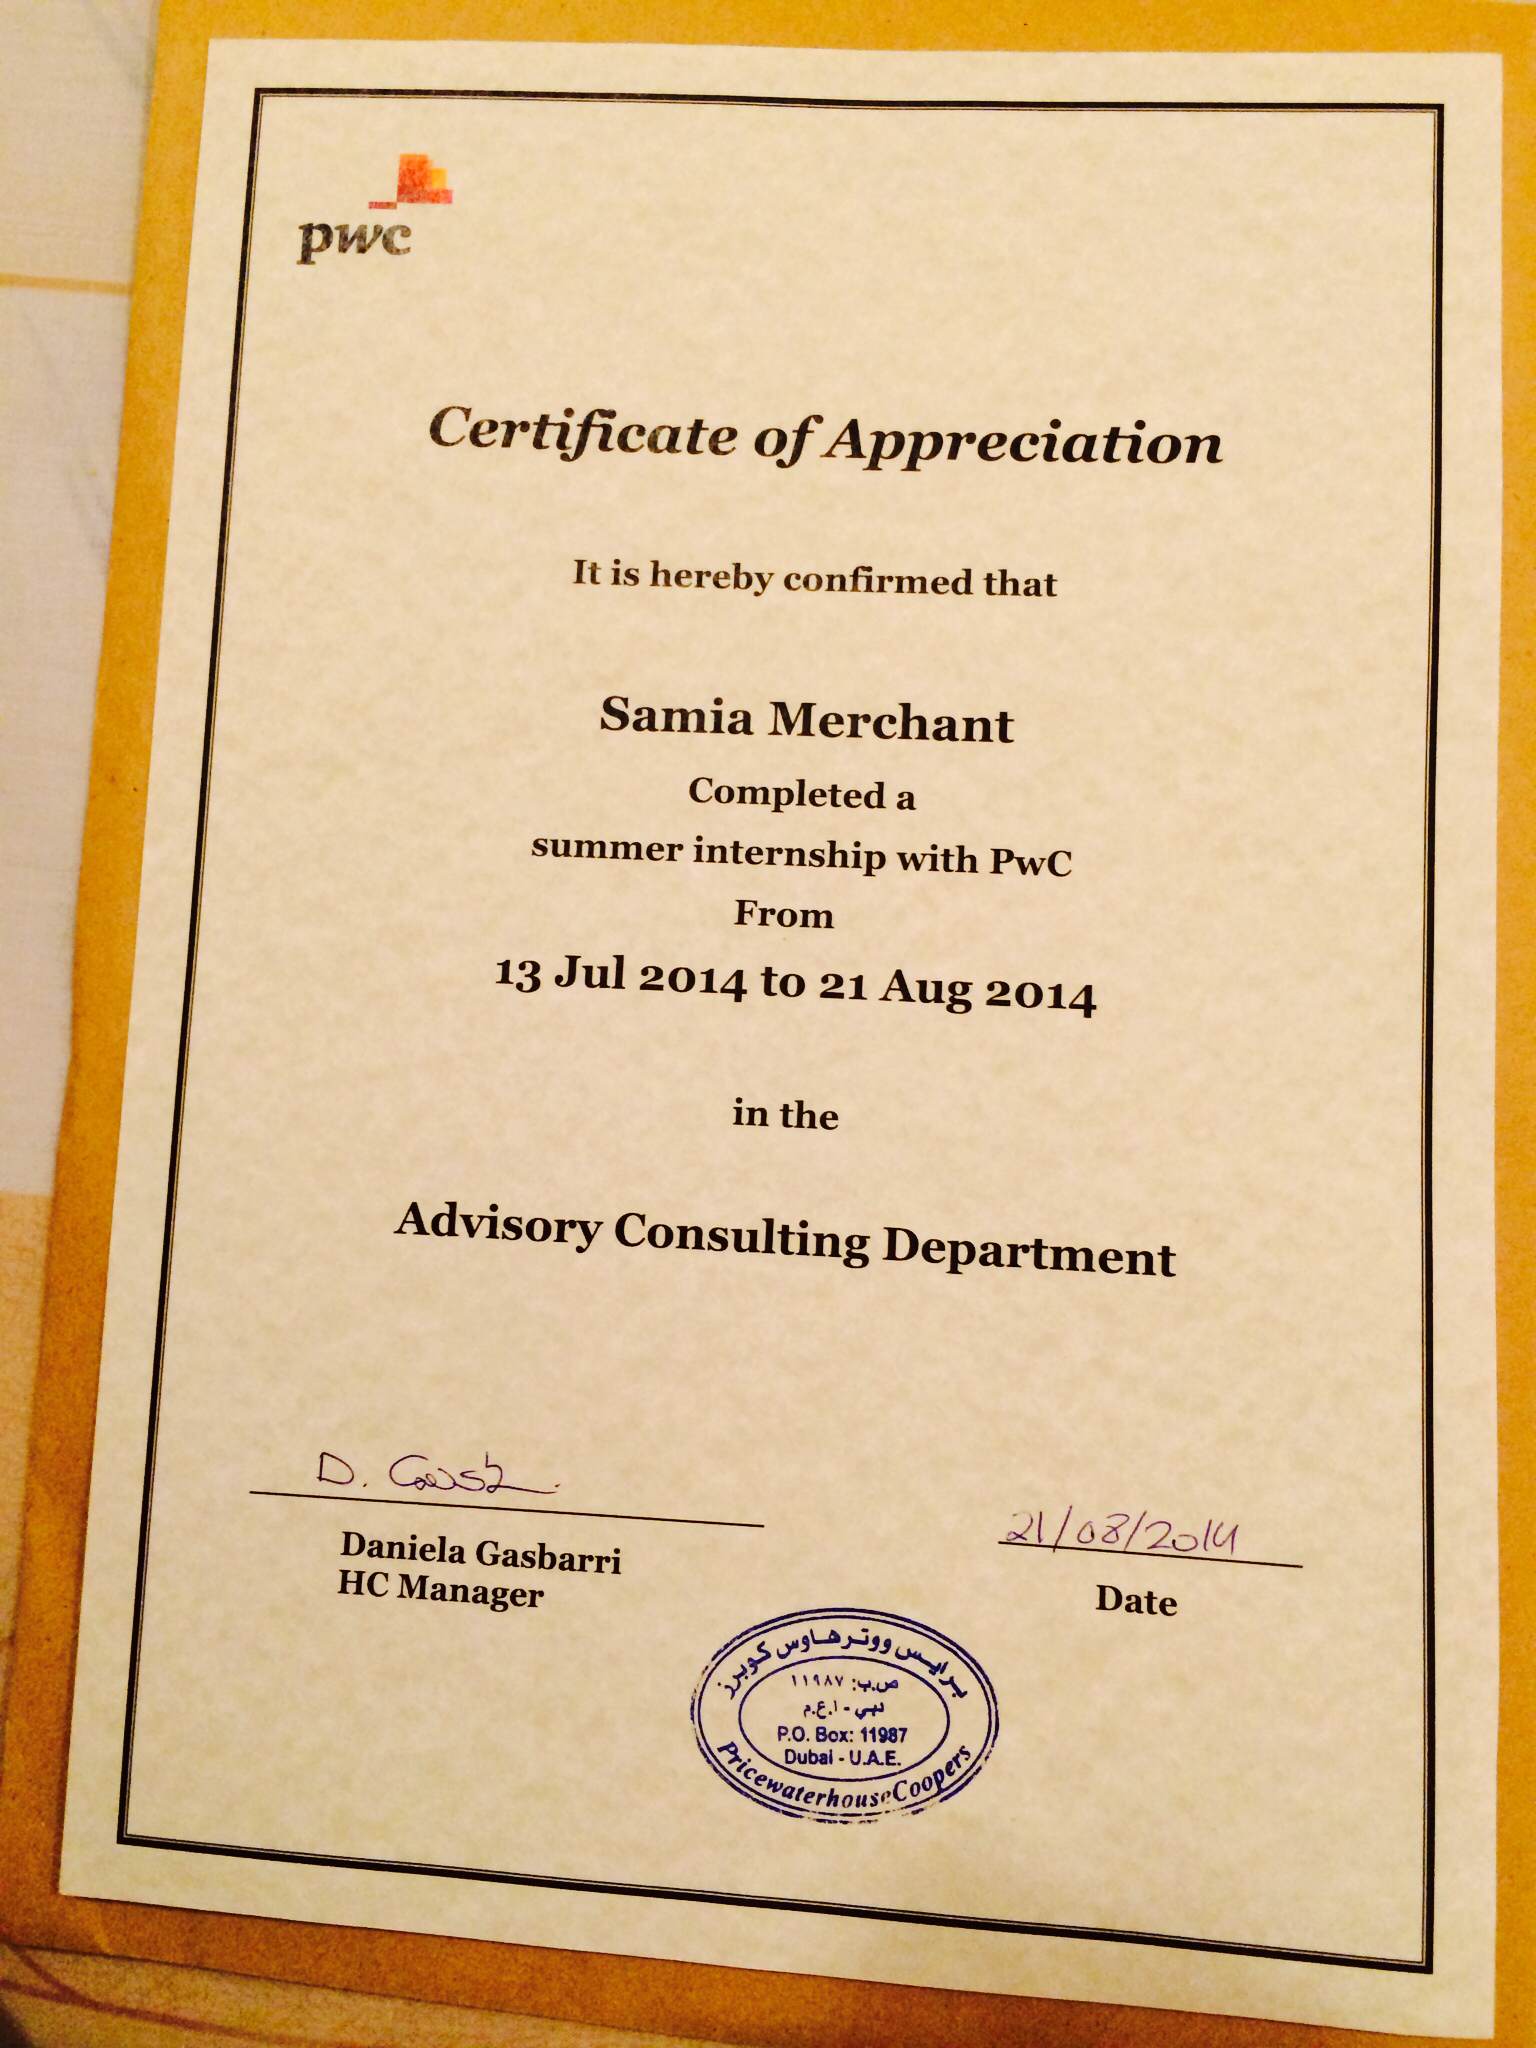 pwc
Certificate of Appreciation
It is hereby confirmed that
Samia Merchant
Completed a
summer internship with PwC
From
13 Jul 2014 to 21 Aug 2014
in the
Advisory Consulting Department
D. Gasb
21/08/2014
Daniela Gasbarri
HC Manager
Date
برايس ووترهاوس كوبرز
ص.ب: ١١٩٨٧
دبي - ا.ع.م
P.O. Box: 11987
Dubai - U.A.E.
PricewaterhouseCoopers